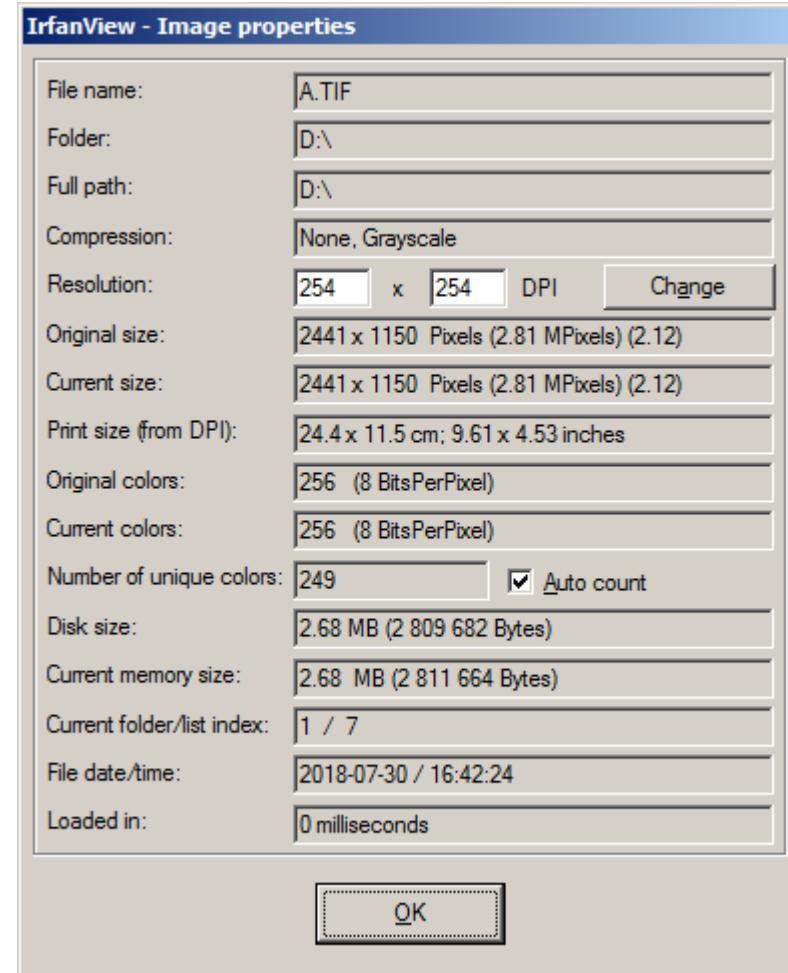 IrfanView - Image properties
File name: A.TIF
Folder: D:\
Full path: D:\
Compression: None, Grayscale
Resolution: 254 x 254 DPI Change
Original size: 2441 x 1150 Pixels (2.81 MPixels) (2.12)
Current size: 2441 x 1150 Pixels (2.81 MPixels) (2.12)
Print size (from DPI): 24.4 x 11.5 cm; 9.61 x 4.53 inches
Original colors: 256 (8 BitsPerPixel)
Current colors: 256 (8 BitsPerPixel)
Number of unique colors: 249 Auto count
Disk size: 2.68 MB (2 809 682 Bytes)
Current memory size: 2.68 MB (2 811 664 Bytes)
Current folder/list index: 1 / 7
File date/time: 2018-07-30 / 16:42:24
Loaded in: 0 milliseconds
OK